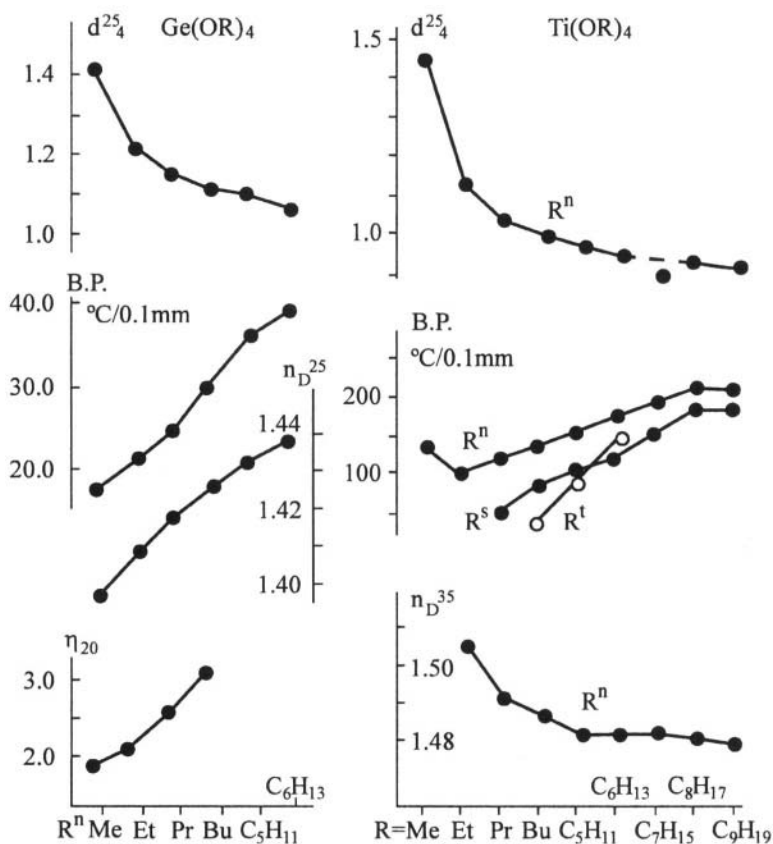 d²⁵₄ Ge(OR)₄
1.4
1.2
1.0
B.P.
ºC/0.1mm
40.0
30.0
20.0
n_D²⁵
1.44
1.42
1.40
η₂₀
3.0
2.0
Rⁿ Me Et Pr Bu C₅H₁₁ C₆H₁₃
d²⁵₄ Ti(OR)₄
1.5
1.0
Rⁿ
B.P.
ºC/0.1mm
200
100
Rⁿ
Rˢ
Rᵗ
n_D³⁵
1.50
1.48
Rⁿ
R=Me Et Pr Bu C₅H₁₁ C₆H₁₃ C₇H₁₅ C₈H₁₇ C₉H₁₉